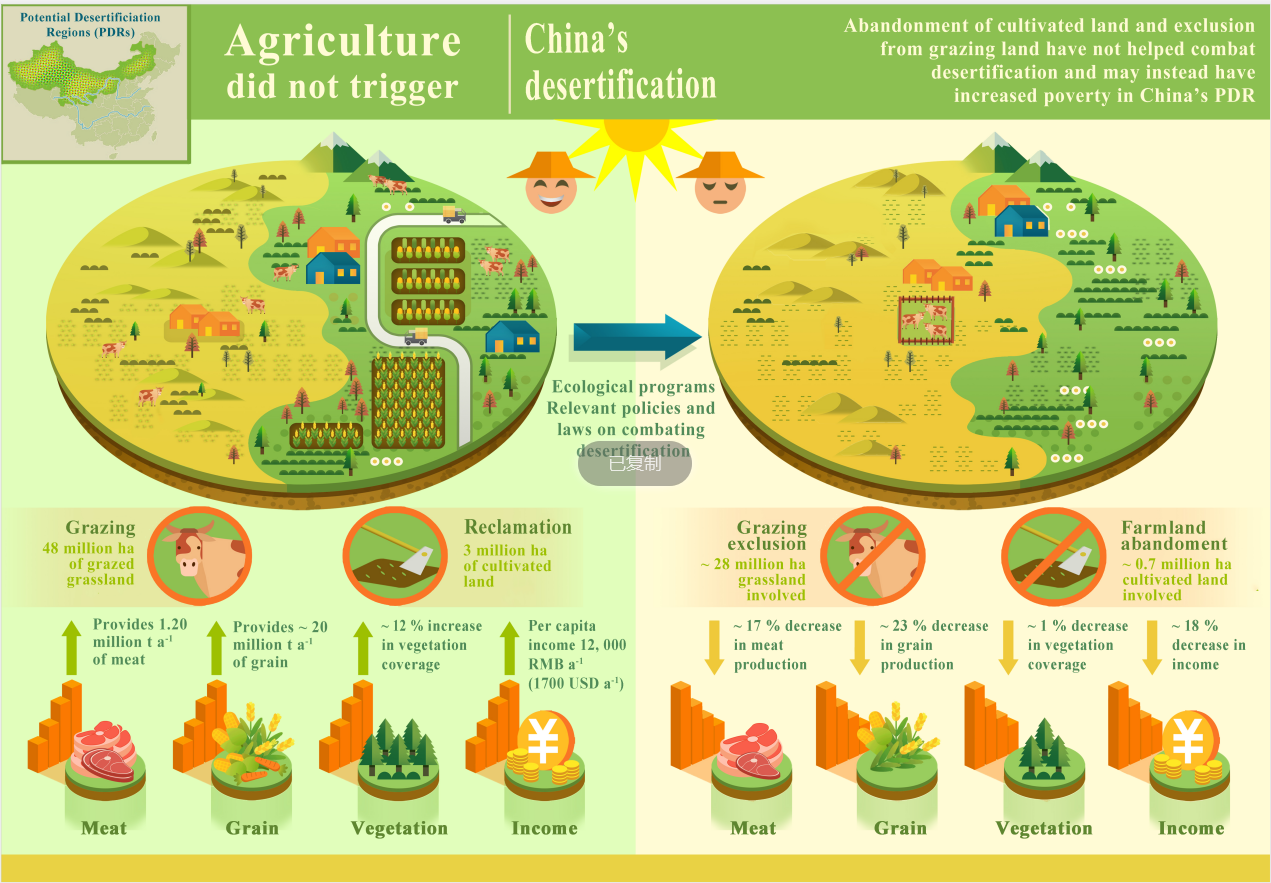 Potential Desertificiation
Regions (PDRs)
Agriculture
did not trigger
China's
desertification
Abandonment of cultivated land and exclusion
from grazing land have not helped combat
desertification and may instead have
increased poverty in China's PDR
Ecological programs
Relevant policies and
laws on combating
desertification
已复制
Grazing
48 million ha
of grazed
grassland
Reclamation
3 million ha
of cultivated
land
Grazing
exclusion
~ 28 million ha
grassland
involved
Farmland
abandoment
~ 0.7 million ha
cultivated land
involved
Provides 1.20
million t a⁻¹
of meat
Provides ~ 20
million t a⁻¹
of grain
~ 12 % increase
in vegetation
coverage
Per capita
income 12, 000
RMB a⁻¹
(1700 USD a⁻¹)
~ 17 % decrease
in meat
production
~ 23 % decrease
in grain
production
~ 1 % decrease
in vegetation
coverage
~ 18 %
decrease in
income
¥
¥
Meat
Grain
Vegetation
Income
Meat
Grain
Vegetation
Income